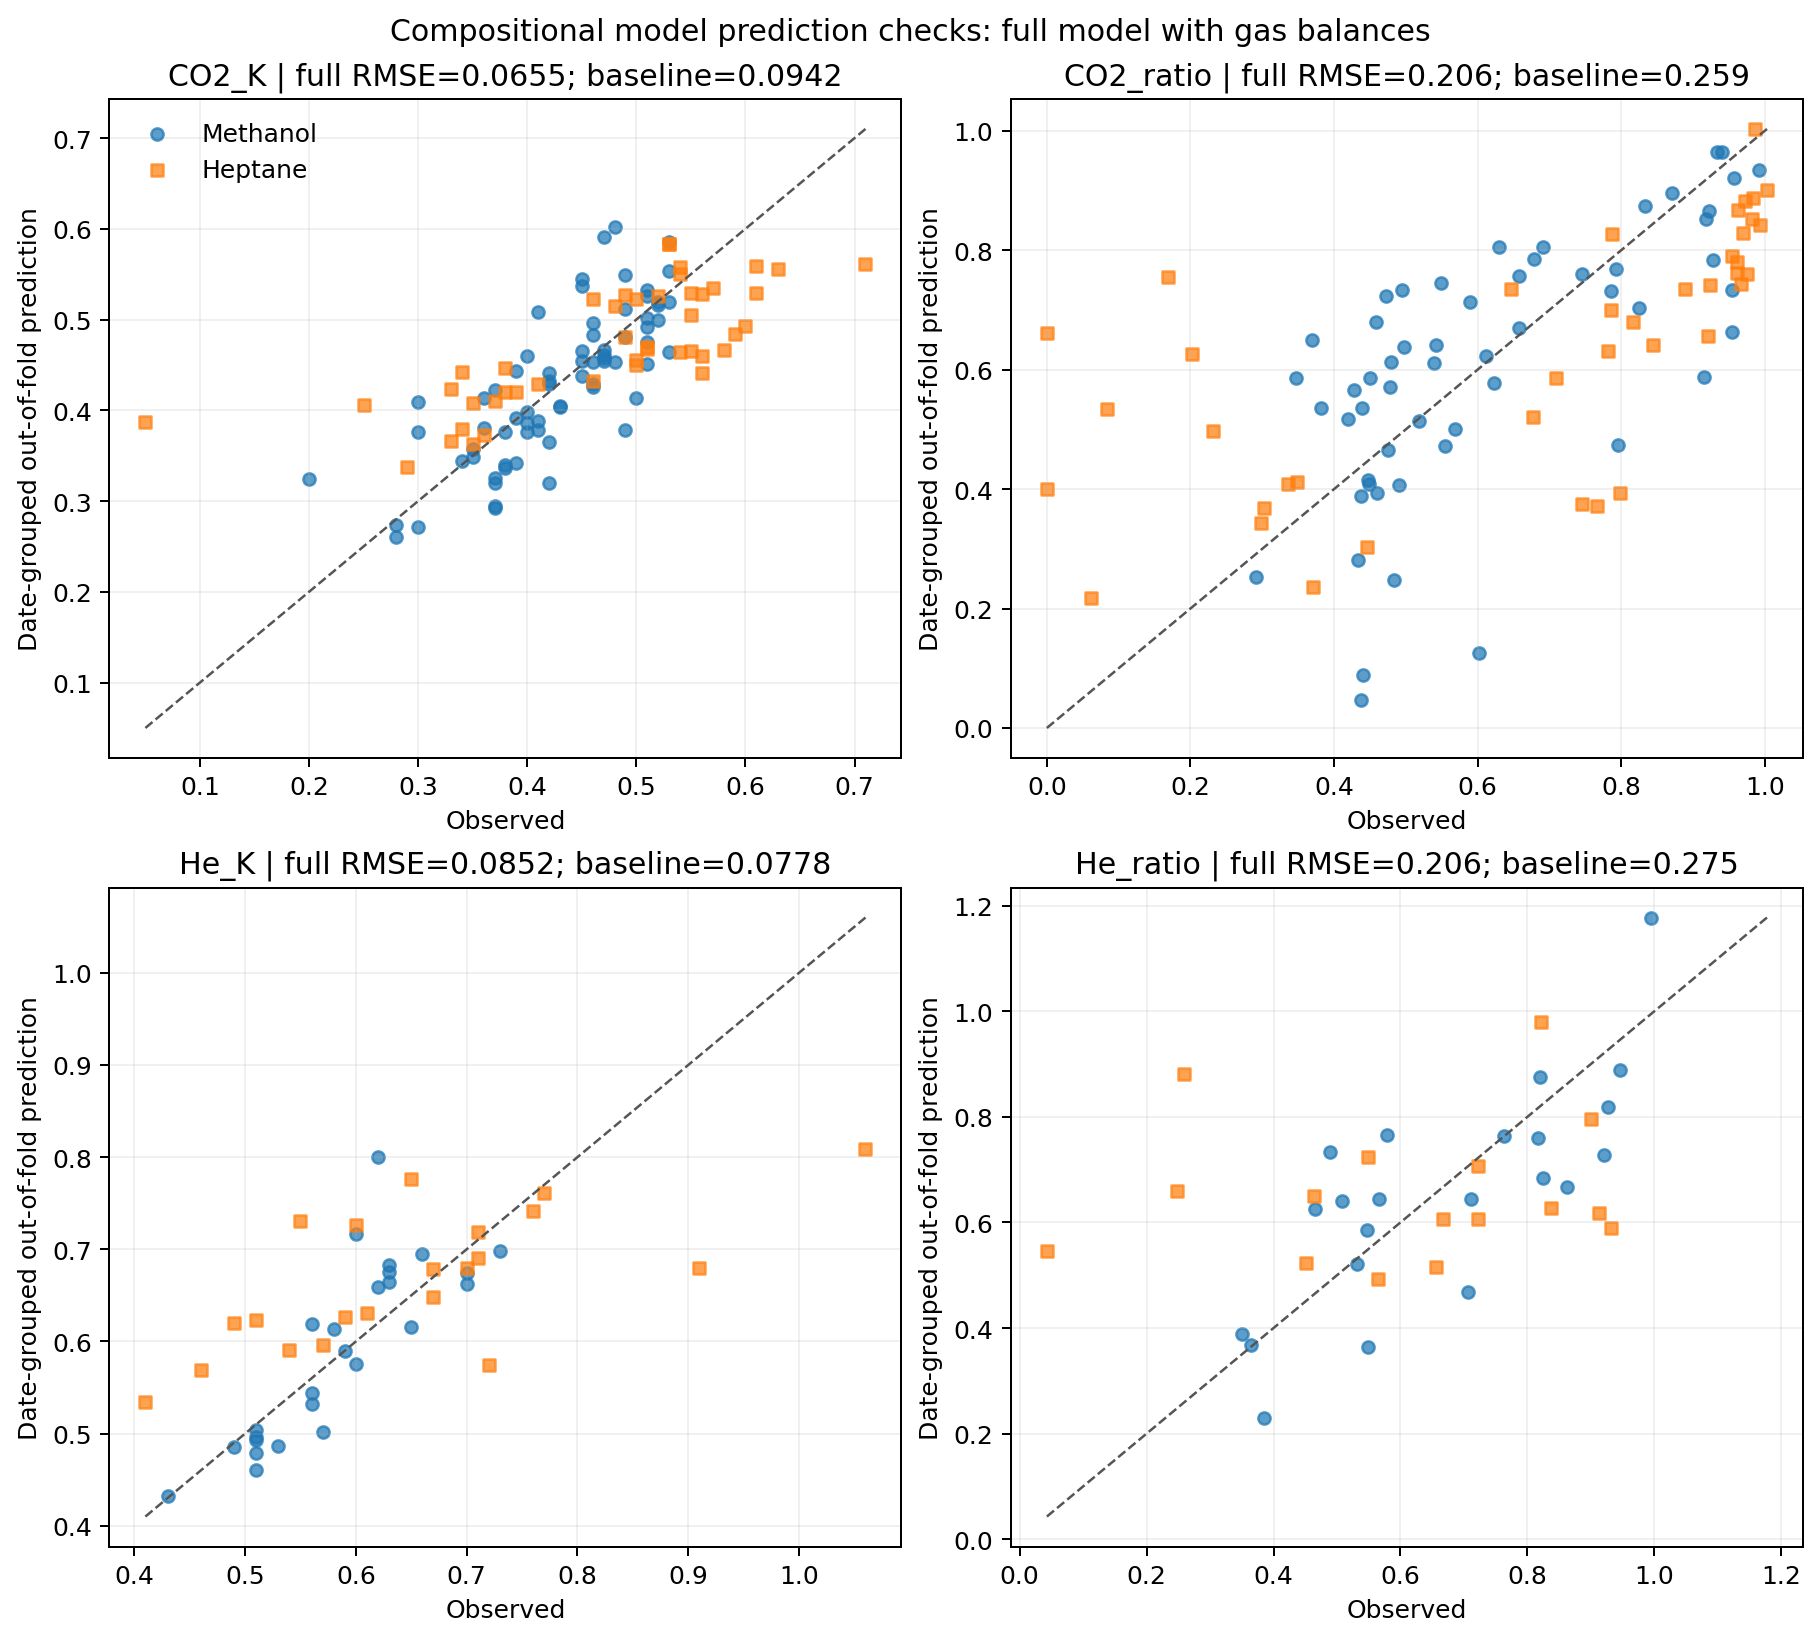 Compositional model prediction checks: full model with gas balances
CO2_K | full RMSE=0.0655; baseline=0.0942
Methanol
Heptane
0.7
0.6
0.5
0.4
0.3
0.2
0.1
Date-grouped out-of-fold prediction
0.1 0.2 0.3 0.4 0.5 0.6 0.7
Observed
CO2_ratio | full RMSE=0.206; baseline=0.259
1.0
0.8
0.6
0.4
0.2
0.0
Date-grouped out-of-fold prediction
0.0 0.2 0.4 0.6 0.8 1.0
Observed
He_K | full RMSE=0.0852; baseline=0.0778
1.0
0.9
0.8
0.7
0.6
0.5
0.4
Date-grouped out-of-fold prediction
0.4 0.5 0.6 0.7 0.8 0.9 1.0
Observed
He_ratio | full RMSE=0.206; baseline=0.275
1.2
1.0
0.8
0.6
0.4
0.2
0.0
Date-grouped out-of-fold prediction
0.0 0.2 0.4 0.6 0.8 1.0 1.2
Observed